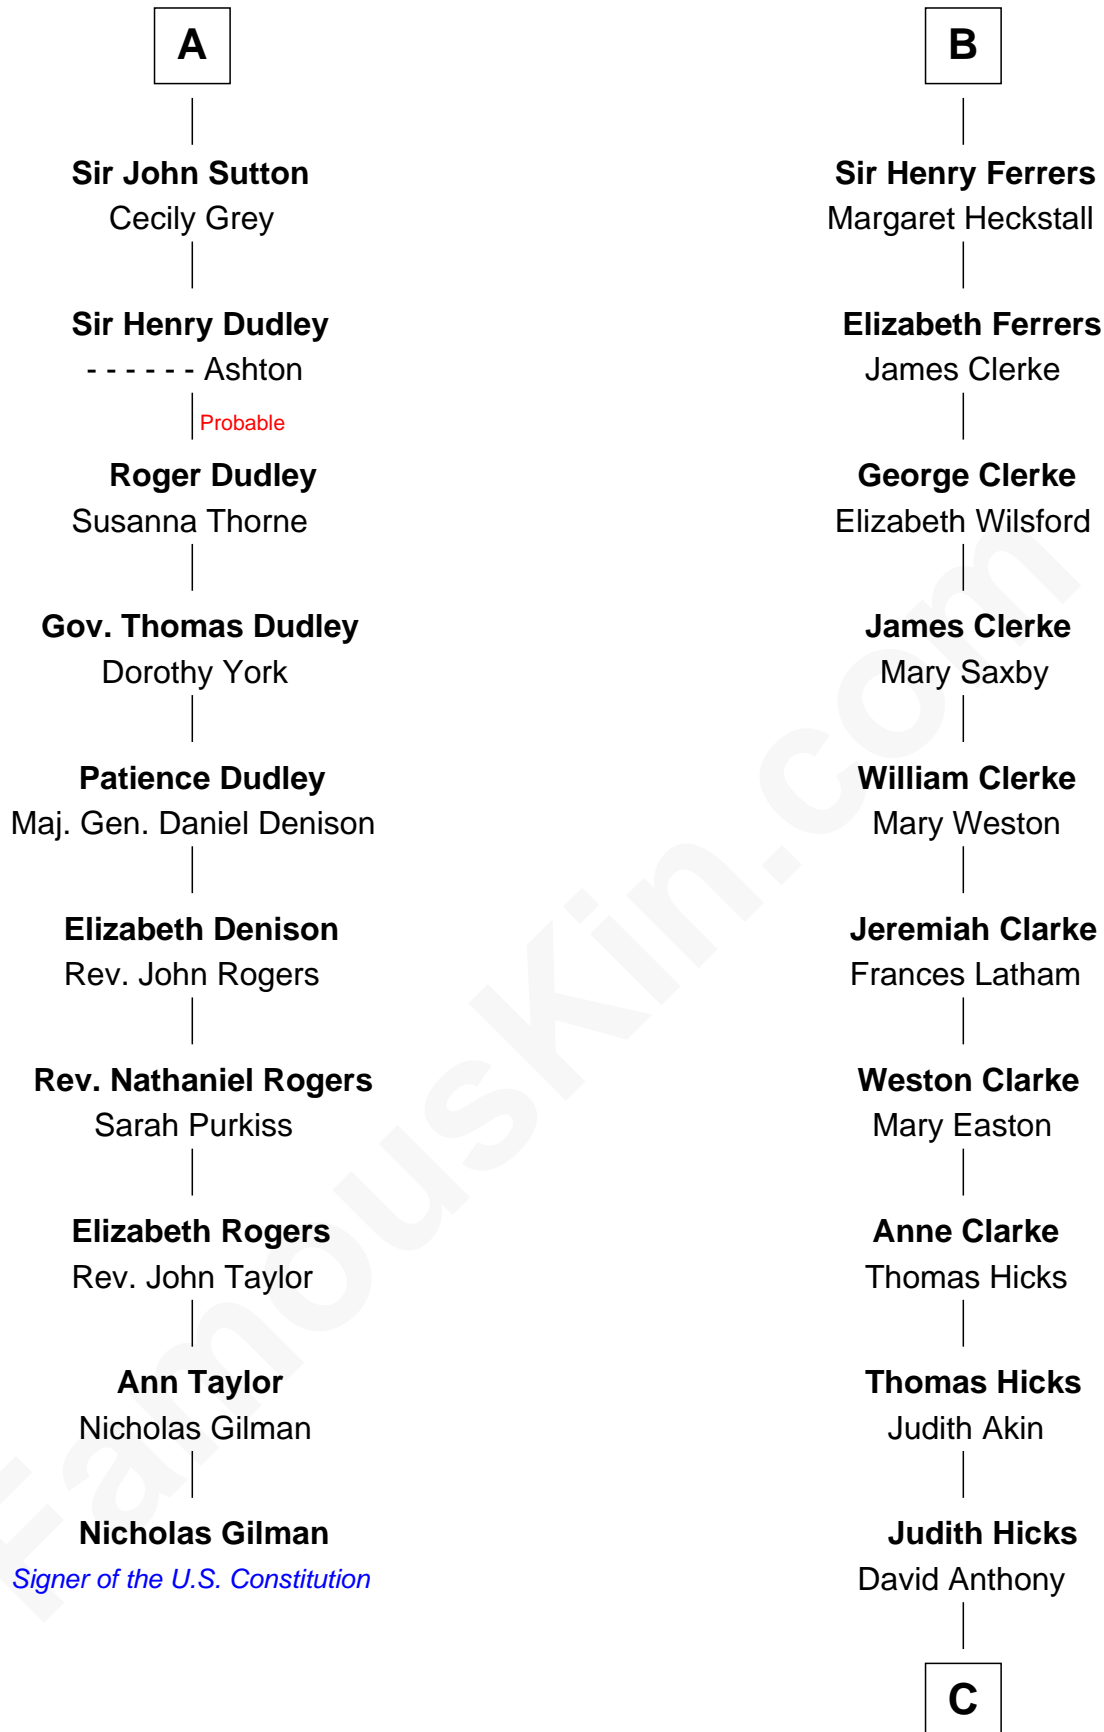 A
Sir John Sutton
Cecily Grey
Sir Henry Dudley
- - - - - - Ashton
Probable
Roger Dudley
Susanna Thorne
Gov. Thomas Dudley
Dorothy York
Patience Dudley
Maj. Gen. Daniel Denison
Elizabeth Denison
Rev. John Rogers
Rev. Nathaniel Rogers
Sarah Purkiss
Elizabeth Rogers
Rev. John Taylor
Ann Taylor
Nicholas Gilman
Nicholas Gilman
Signer of the U.S. Constitution
B
Sir Henry Ferrers
Margaret Heckstall
Elizabeth Ferrers
James Clerke
George Clerke
Elizabeth Wilsford
James Clerke
Mary Saxby
William Clerke
Mary Weston
Jeremiah Clarke
Frances Latham
Weston Clarke
Mary Easton
Anne Clarke
Thomas Hicks
Thomas Hicks
Judith Akin
Judith Hicks
David Anthony
C
FamousKin.com